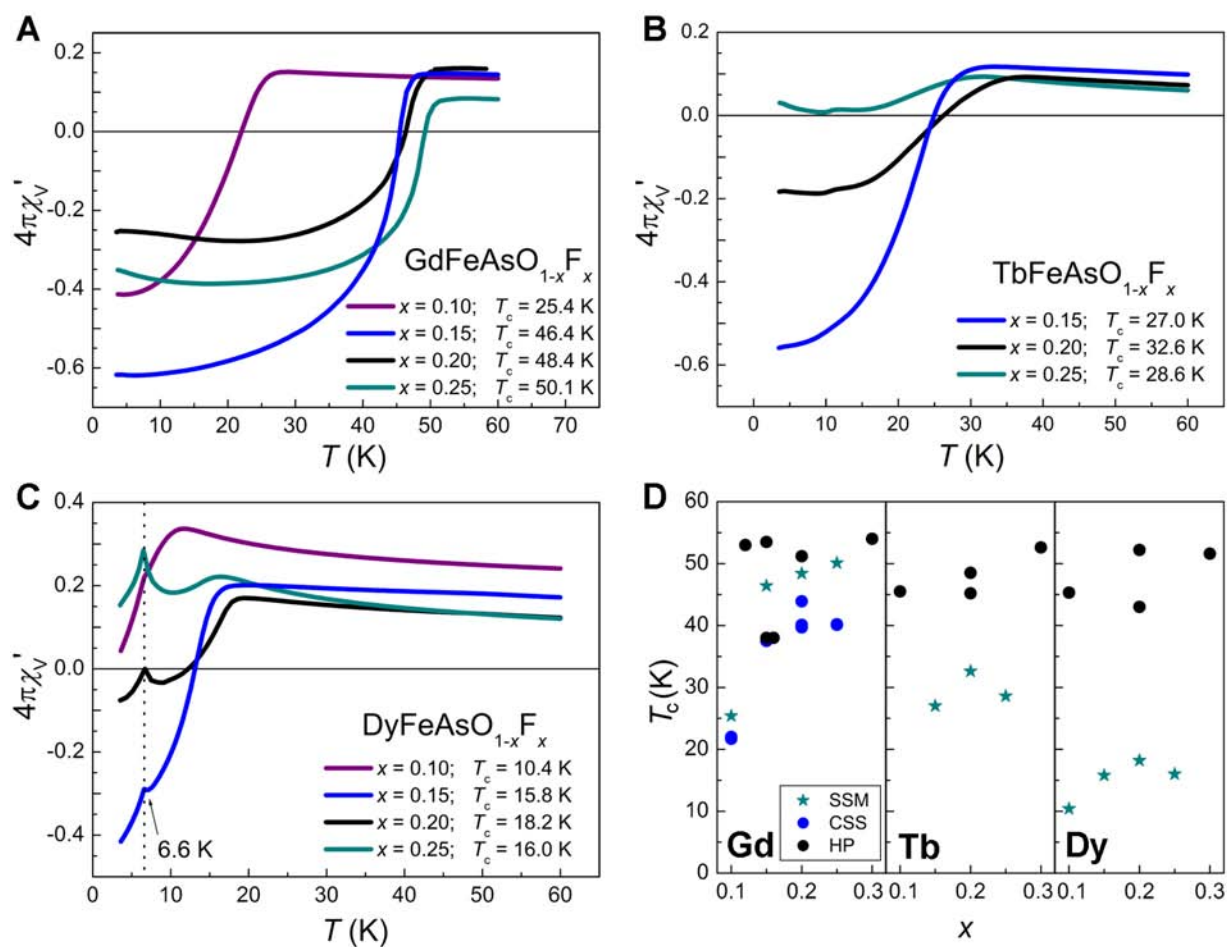 A
0.2
0.0
-0.2
-0.4
-0.6
4πχV'
GdFeAsO1-xFx
x = 0.10; Tc = 25.4 K
x = 0.15; Tc = 46.4 K
x = 0.20; Tc = 48.4 K
x = 0.25; Tc = 50.1 K
0 10 20 30 40 50 60 70
T (K)
B
0.2
0.0
-0.2
-0.4
-0.6
4πχV'
TbFeAsO1-xFx
x = 0.15; Tc = 27.0 K
x = 0.20; Tc = 32.6 K
x = 0.25; Tc = 28.6 K
0 10 20 30 40 50 60
T (K)
C
0.4
0.2
0.0
-0.2
-0.4
4πχV'
DyFeAsO1-xFx
x = 0.10; Tc = 10.4 K
x = 0.15; Tc = 15.8 K
x = 0.20; Tc = 18.2 K
x = 0.25; Tc = 16.0 K
6.6 K
0 10 20 30 40 50 60
T (K)
D
60
50
40
30
20
10
0
Tc (K)
SSM
CSS
HP
Gd Tb Dy
0.1 0.2 0.3 0.1 0.2 0.3 0.1 0.2 0.3
x